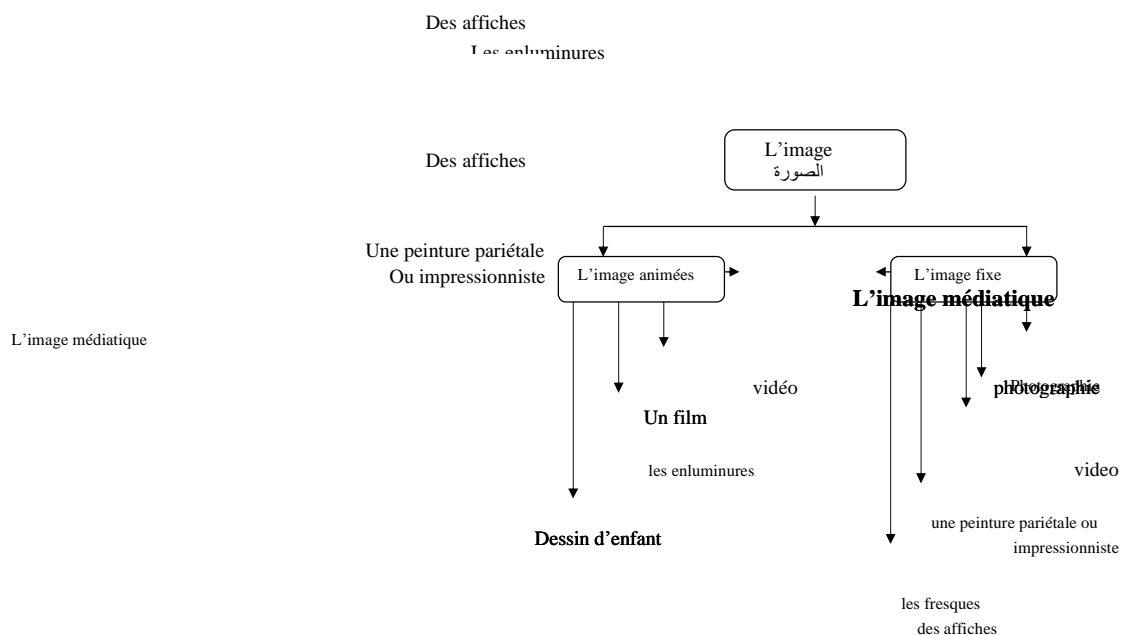 Des affiches
Les enluminures
Des affiches
L’image
الصورة
Une peinture pariétale
Ou impressionniste
L’image animées
L’image fixe
L’image médiatique
L’image médiatique
vidéo
photographie
Photographie
Un film
les enluminures
video
une peinture pariétale ou
impressionniste
Dessin d’enfant
les fresques
des affiches